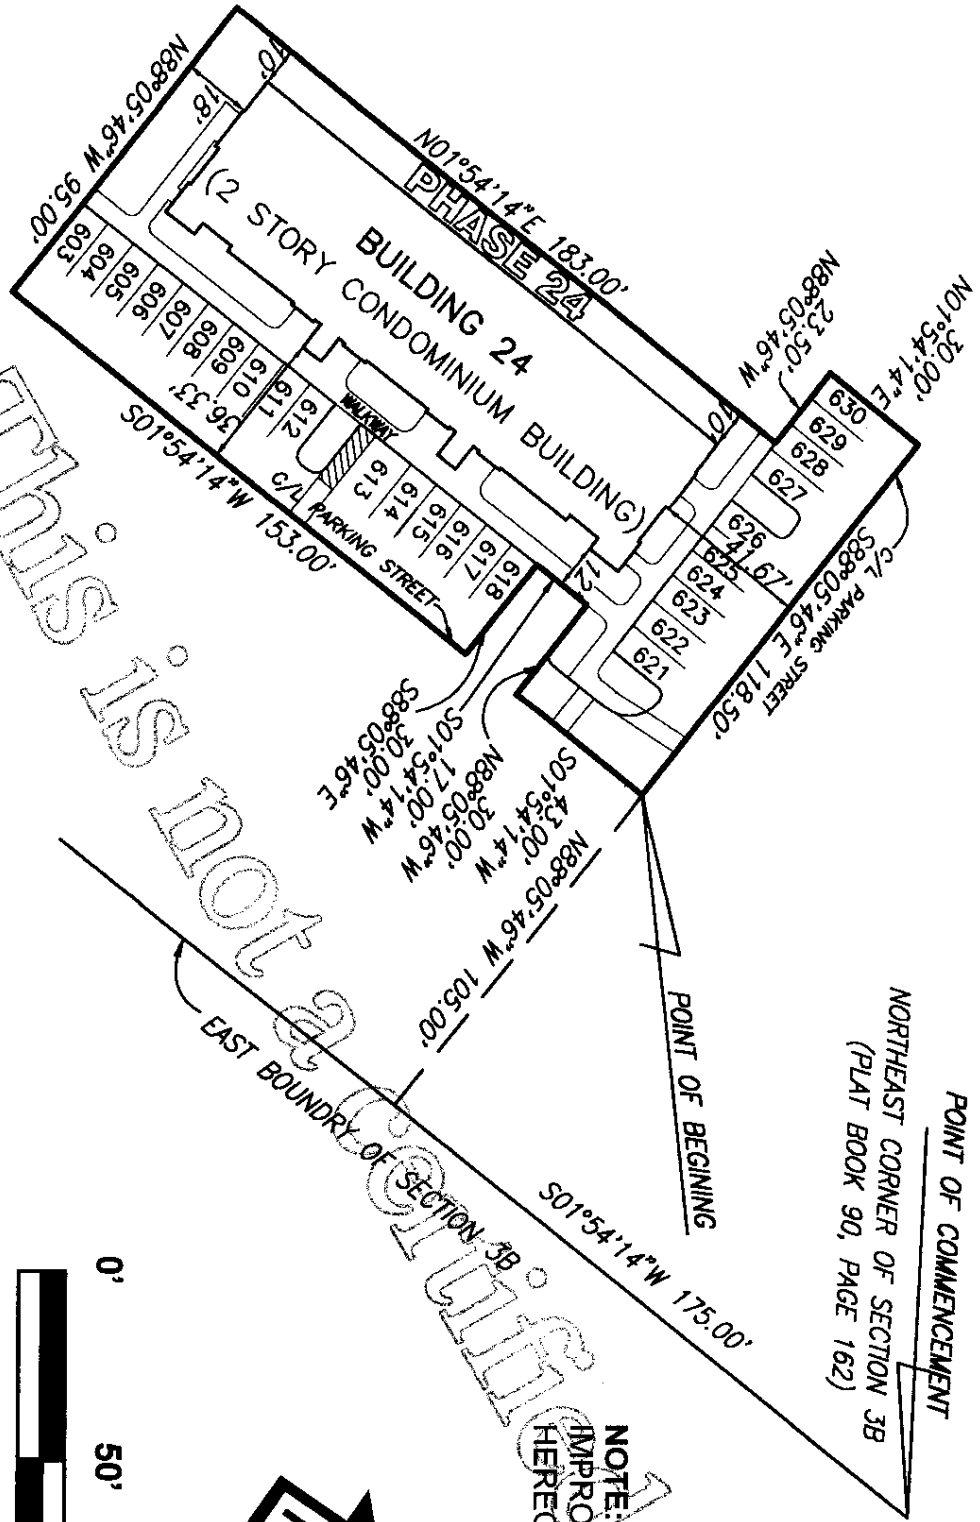 POINT OF COMMENCEMENT
NORTHEAST CORNER OF SECTION 3B
(PLAT BOOK 90, PAGE 162)
S01°54'14"W 175.00'
EAST BOUNDRY OF SECTION 3B
N88°05'46"W 105.00'
POINT OF BEGINING
N01°54'14"E
30.00'
N88°05'46"W
23.50'
C/L PARKING STREET
S88°05'46"E 118.50'
630
629
628
627
626
41.67'
625
624
623
622
621
N01°54'14"E 183.00'
PHASE 24
10'
10'
BUILDING 24
(2 STORY CONDOMINIUM BUILDING)
12'
18'
N88°05'46"W 95.00'
603
604
605
606
607
608
609
610
36.33'
611
612
WALKWAY
613
614
615
616
617
618
C/L
PARKING STREET
S01°54'14"W 153.00'
S01°54'14"W
43.00'
N88°05'46"W
30.00'
S01°54'14"W
17.00'
S88°05'46"E
30.00'
This is not a Certified
NOTE:
IMPRO
HEREO
0'
50'